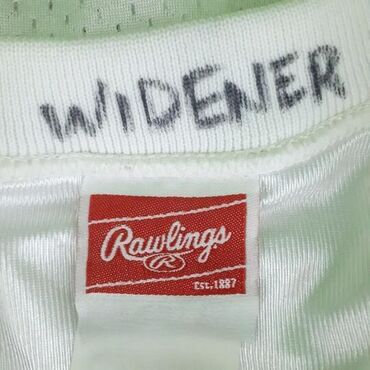 WIDENER
Rawlings
R
EST. 1887